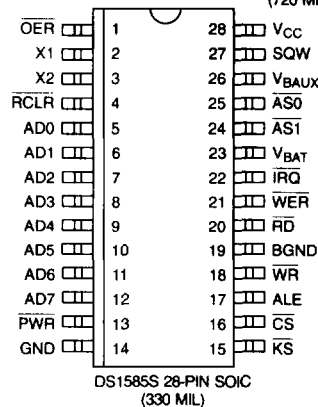 (720 MI
OER 1 28 VCC
X1 2 27 SQW
X2 3 26 VBAUX
RCLR 4 25 AS0
AD0 5 24 AS1
AD1 6 23 VBAT
AD2 7 22 IRQ
AD3 8 21 WER
AD4 9 20 RD
AD5 10 19 BGND
AD6 11 18 WR
AD7 12 17 ALE
PWR 13 16 CS
GND 14 15 KS
DS1585S 28-PIN SOIC
(330 MIL)